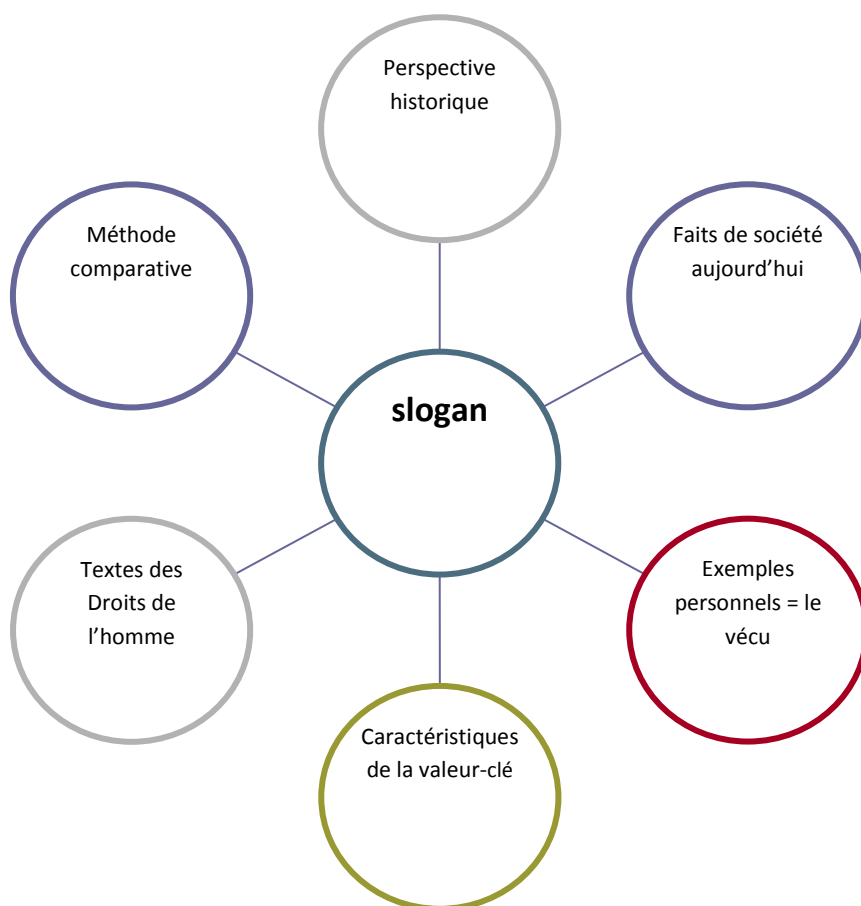 Perspective
historique
Méthode
comparative
Faits de société
aujourd’hui
slogan
Textes des
Droits de
l’homme
Exemples
personnels = le
vécu
Caractéristiques
de la valeur-clé